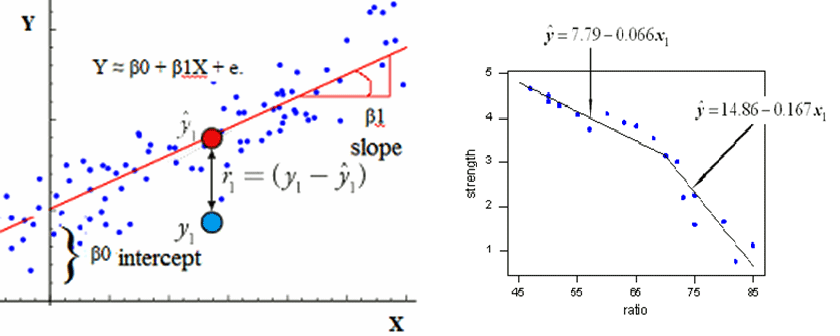 Y
Y ≈ β0 + β1X + e.
ŷ₁
β1
slope
r₁ = (y₁ − ŷ₁)
y₁
β0 intercept
X
ŷ = 7.79 − 0.066x₁
ŷ = 14.86 − 0.167x₁
5
4
3
2
1
strength
45 55 65 75 85
ratio